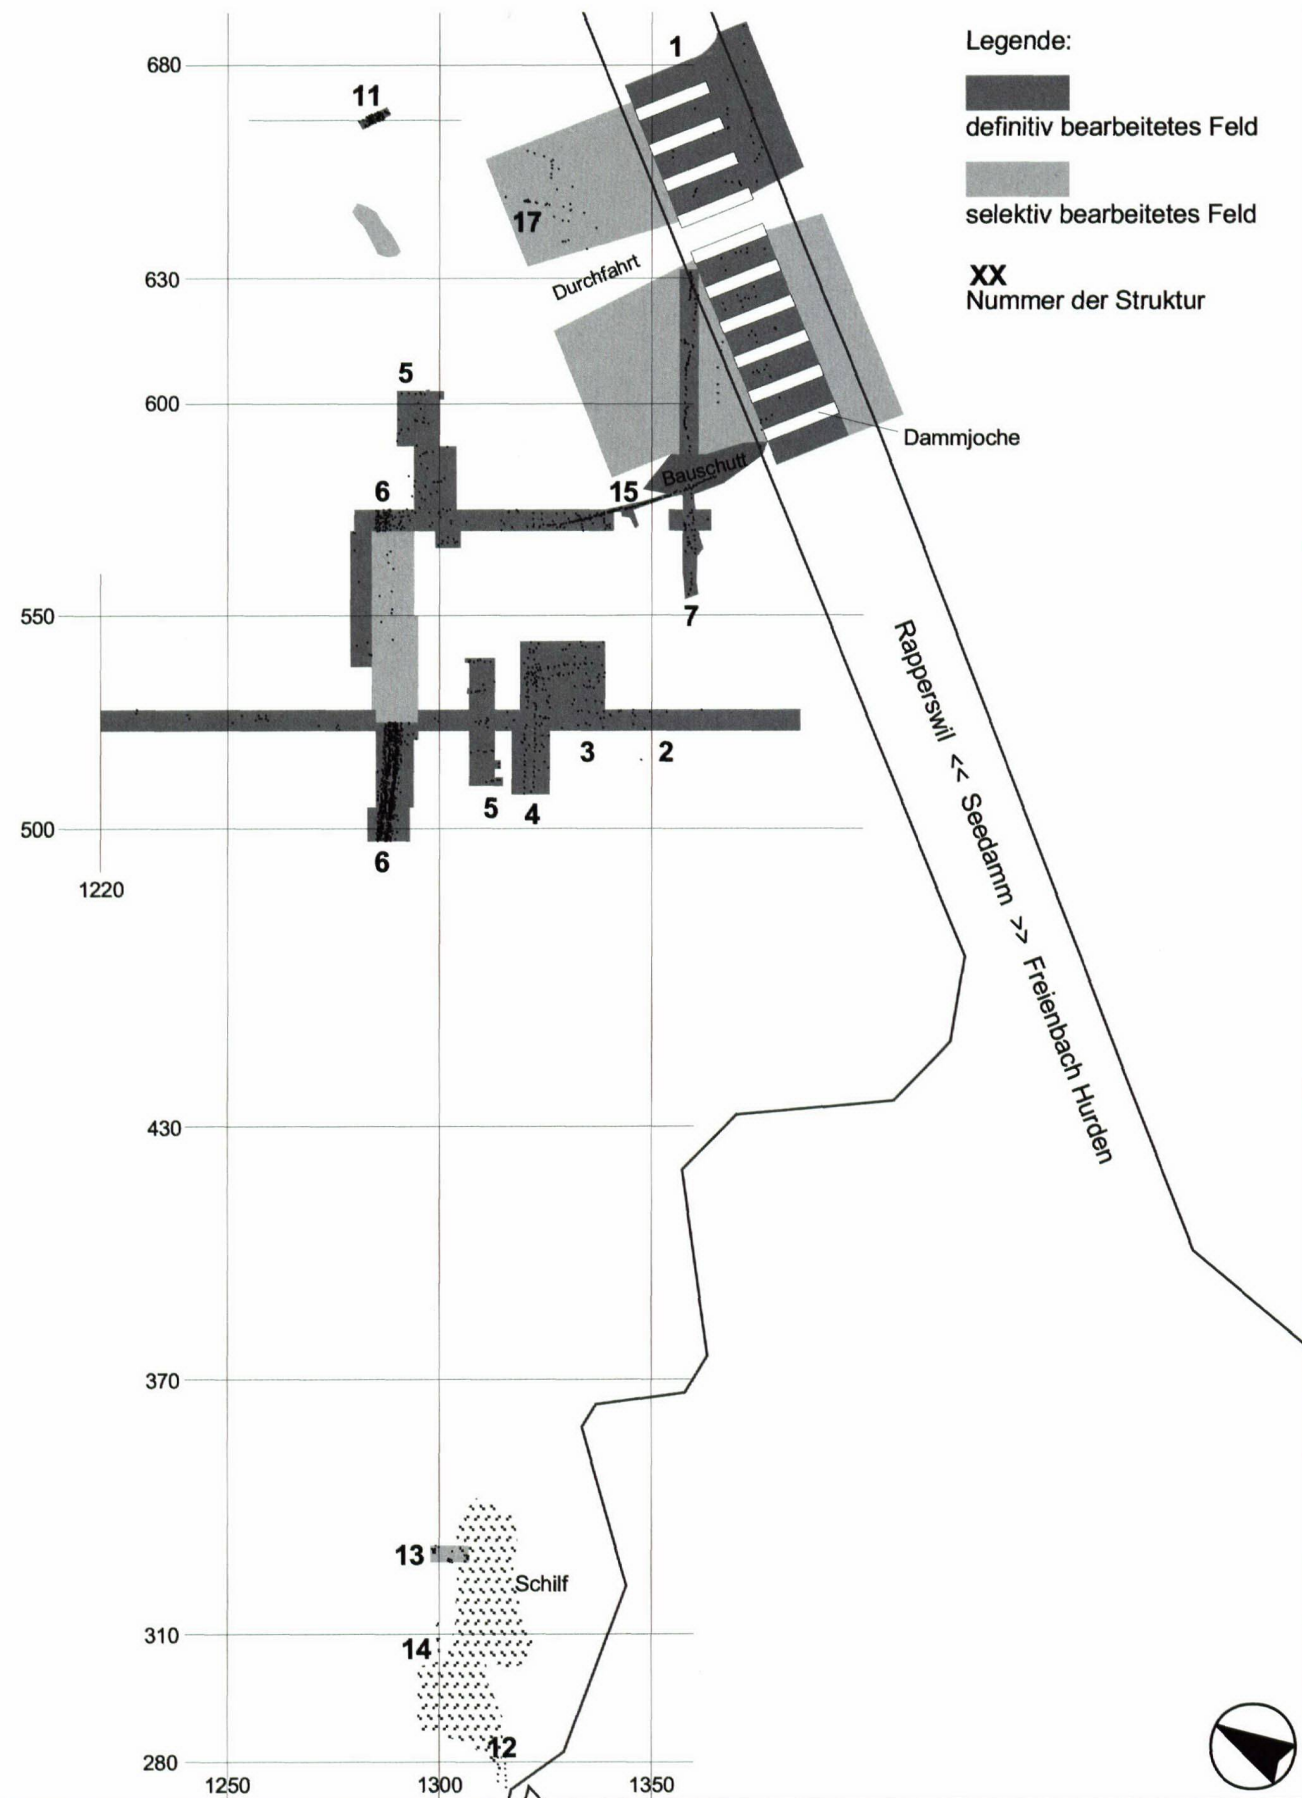 Legende:
definitiv bearbeitetes Feld
selektiv bearbeitetes Feld
XX
Nummer der Struktur
680
1
11
17
630
Durchfahrt
5
600
Dammjoche
Bauschutt
6
15
550
7
3
2
5
4
500
6
1220
Rapperswil << Seedamm >> Freienbach Hurden
430
370
13
Schilf
310
14
12
280
1250
1300
1350